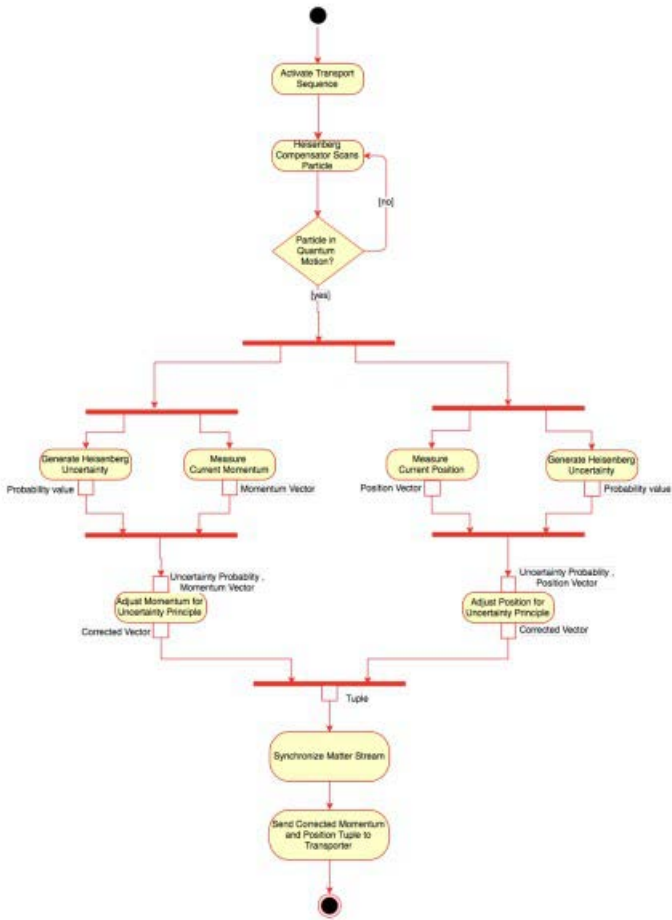 Activate Transport
Sequence
Heisenberg
Compensator Scans
Particle
[no]
Particle in
Quantum
Motion?
[yes]
Generate Heisenberg
Uncertainty
Measure
Current Momentum
Measure
Current Position
Generate Heisenberg
Uncertainty
Probability value
Momentum Vector
Position Vector
Probability value
Uncertainty Probablity ,
Momentum Vector
Uncertainty Probablity ,
Position Vector
Adjust Momentum for
Uncertainty Principle
Adjust Position for
Uncertainty Principle
Corrected Vector
Corrected Vector
Tuple
Synchronize Matter Stream
Send Corrected Momentum
and Position Tuple to
Transporter